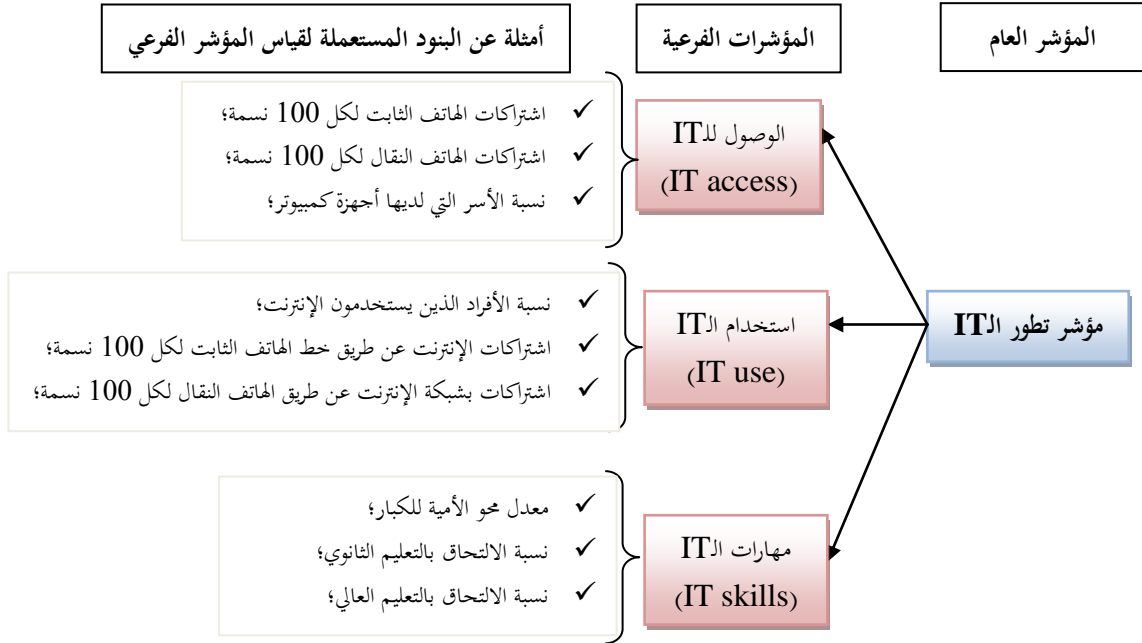 المؤشر العام
المؤشرات الفرعية
أمثلة عن البنود المستعملة لقياس المؤشر الفرعي
مؤشر تطور الـIT
الوصول للـIT
(IT access)
✓ اشتراكات الهاتف الثابت لكل 100 نسمة؛
✓ اشتراكات الهاتف النقال لكل 100 نسمة؛
✓ نسبة الأسر التي لديها أجهزة كمبيوتر؛
استخدام الـIT
(IT use)
✓ نسبة الأفراد الذين يستخدمون الإنترنت؛
✓ اشتراكات الإنترنت عن طريق خط الهاتف الثابت لكل 100 نسمة؛
✓ اشتراكات بشبكة الإنترنت عن طريق الهاتف النقال لكل 100 نسمة؛
مهارات الـIT
(IT skills)
✓ معدل محو الأمية للكبار؛
✓ نسبة الالتحاق بالتعليم الثانوي؛
✓ نسبة الالتحاق بالتعليم العالي؛